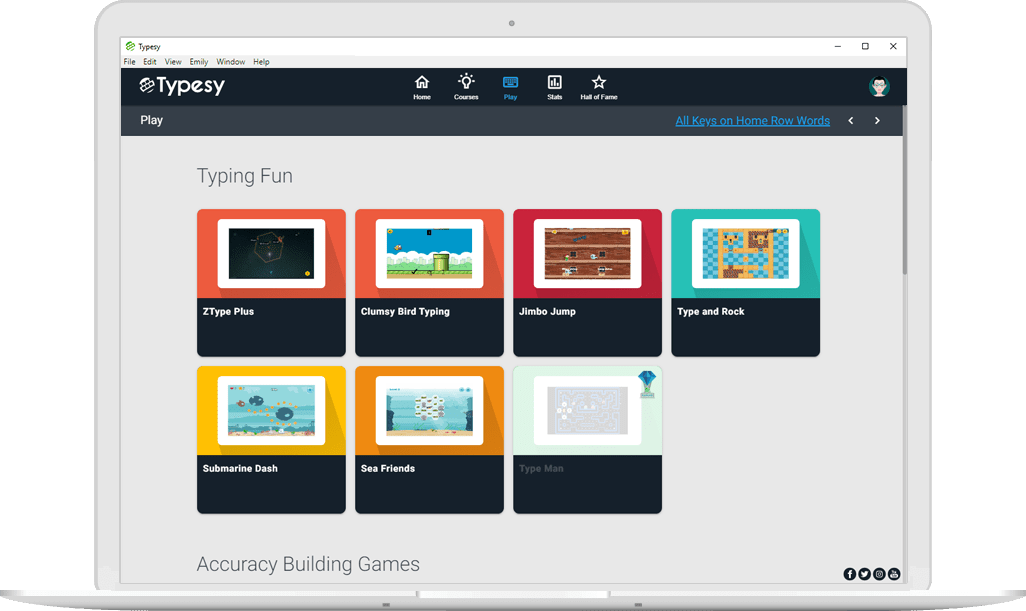 Typesy
File Edit View Emily Window Help
Typesy
Home Courses Play Stats Hall of Fame
Play
All Keys on Home Row Words
Typing Fun
ZType Plus
Clumsy Bird Typing
Jimbo Jump
Type and Rock
Submarine Dash
Sea Friends
Type Man
Accuracy Building Games